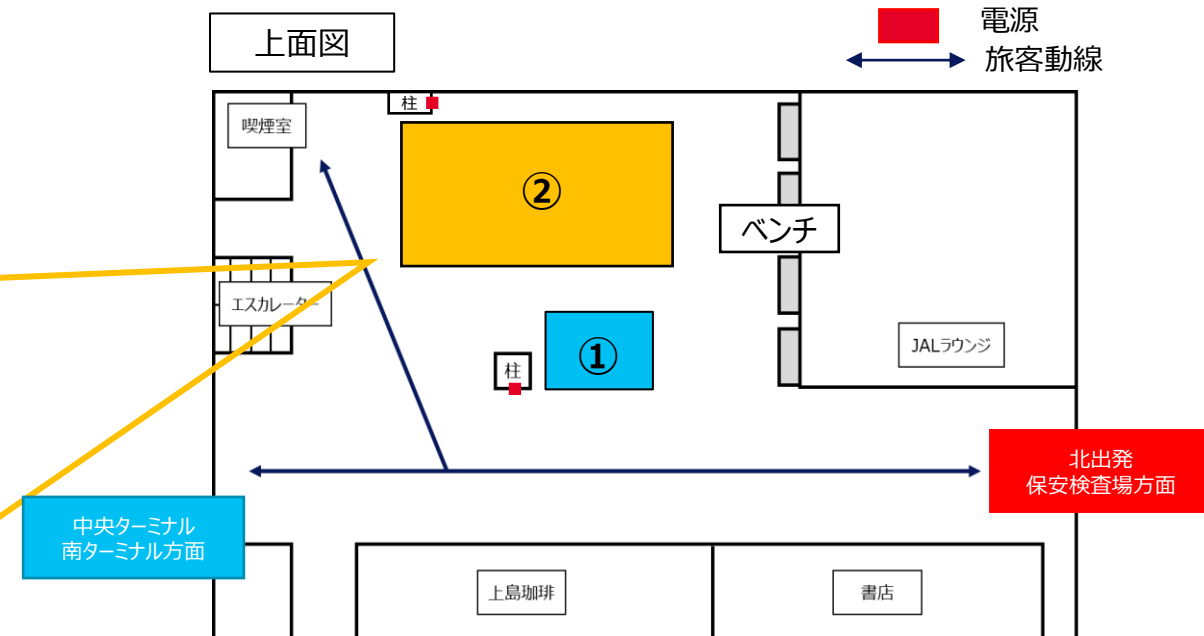 上面図
電源
旅客動線
柱
喫煙室
②
ベンチ
エスカレーター
①
柱
JALラウンジ
北出発
保安検査場方面
中央ターミナル
南ターミナル方面
上島珈琲
書店